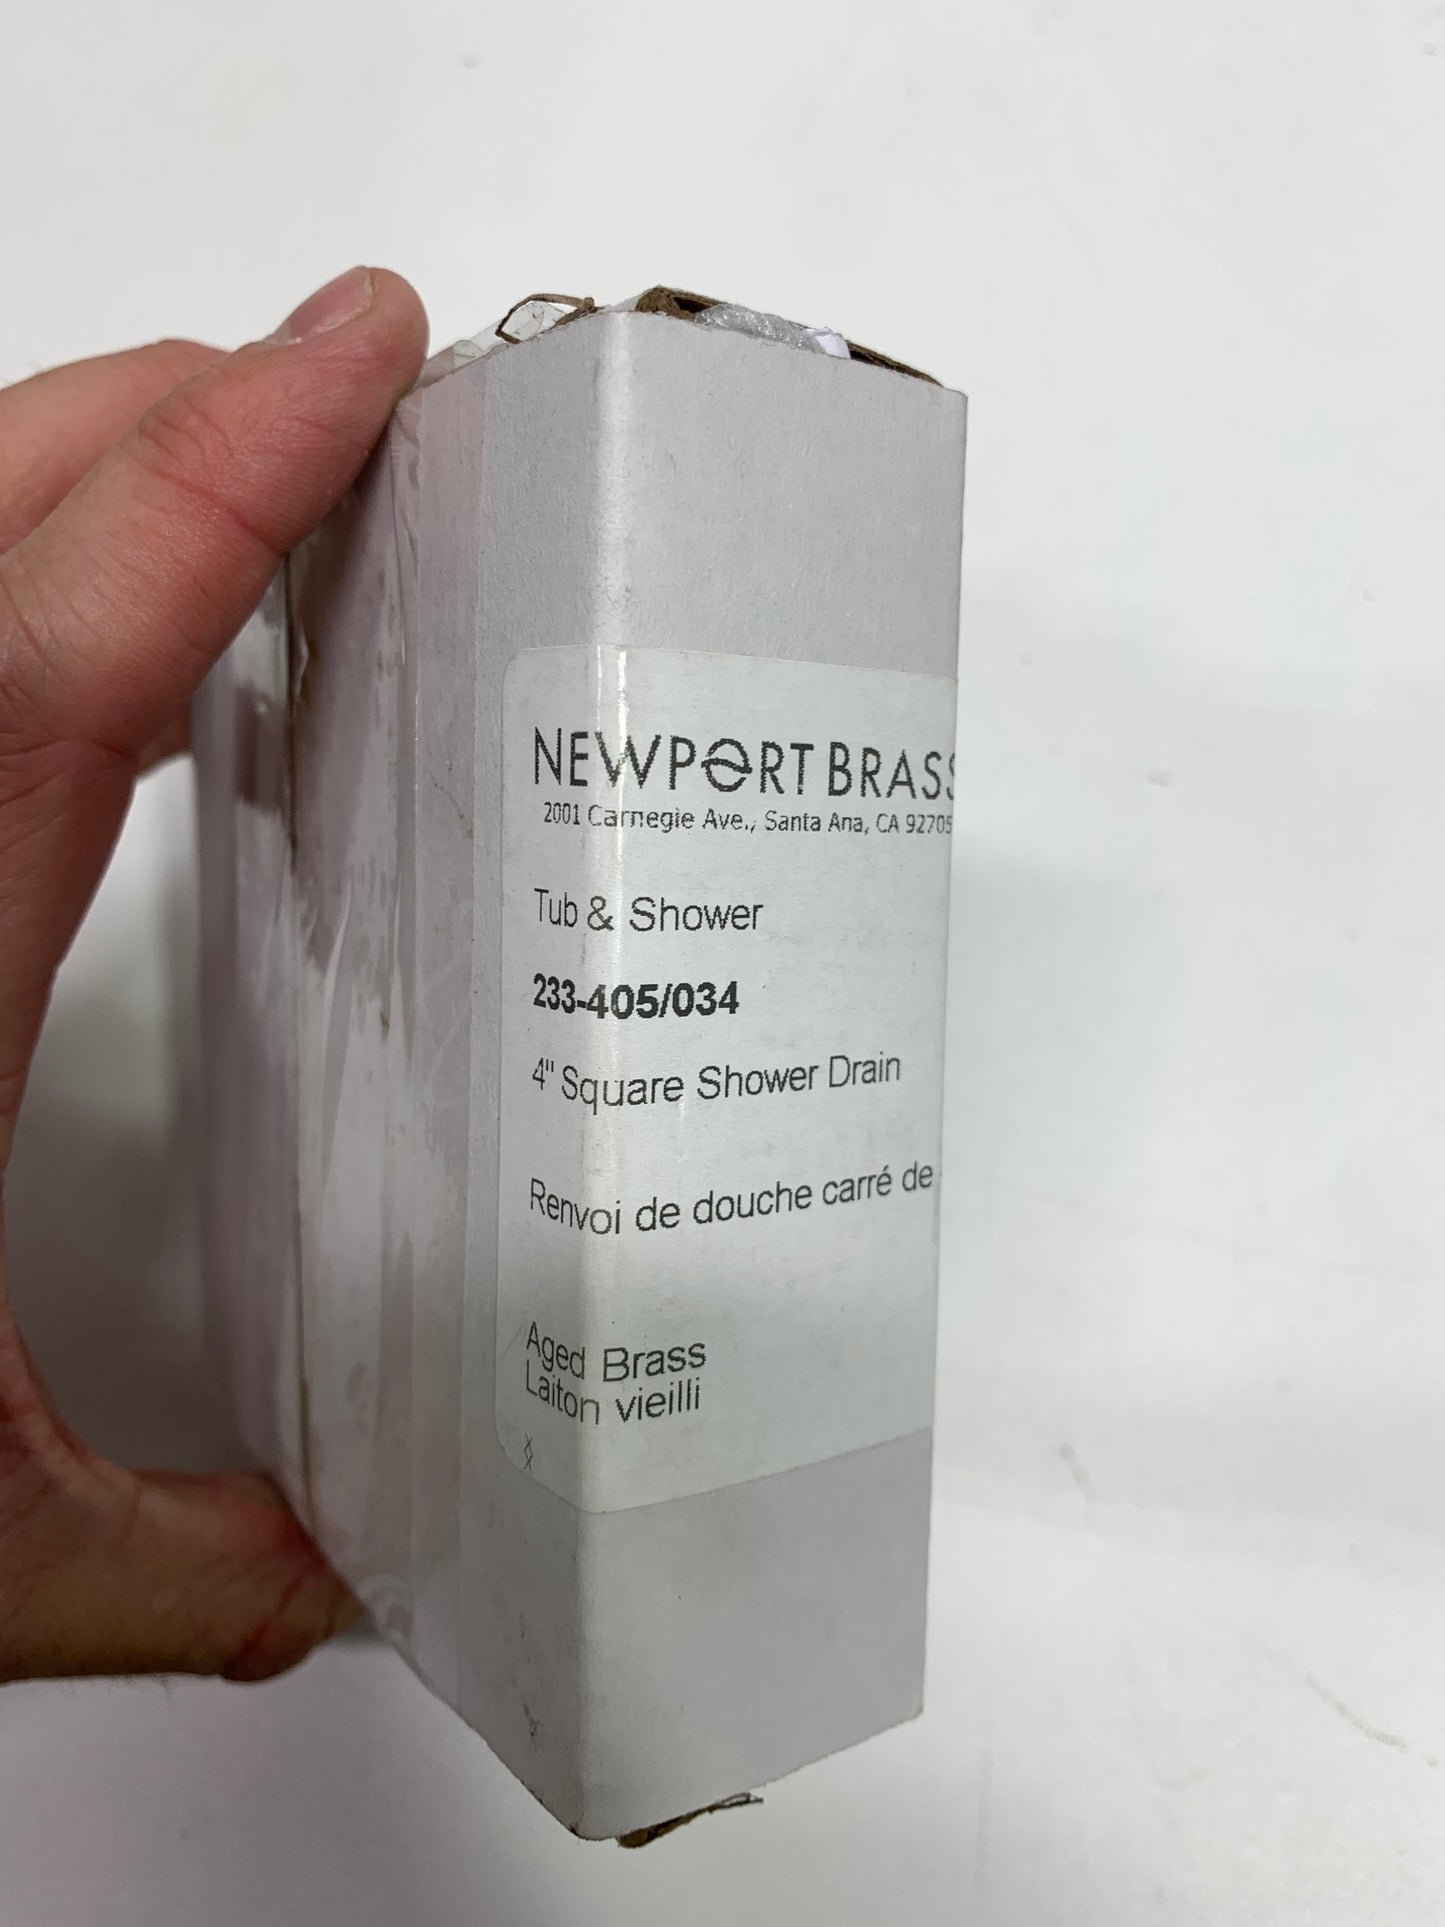 NEWPORT BRASS
2001 Carnegie Ave., Santa Ana, CA 92705
Tub & Shower
233-405/034
4" Square Shower Drain
Renvoi de douche carré de
Aged Brass
Laiton vieilli